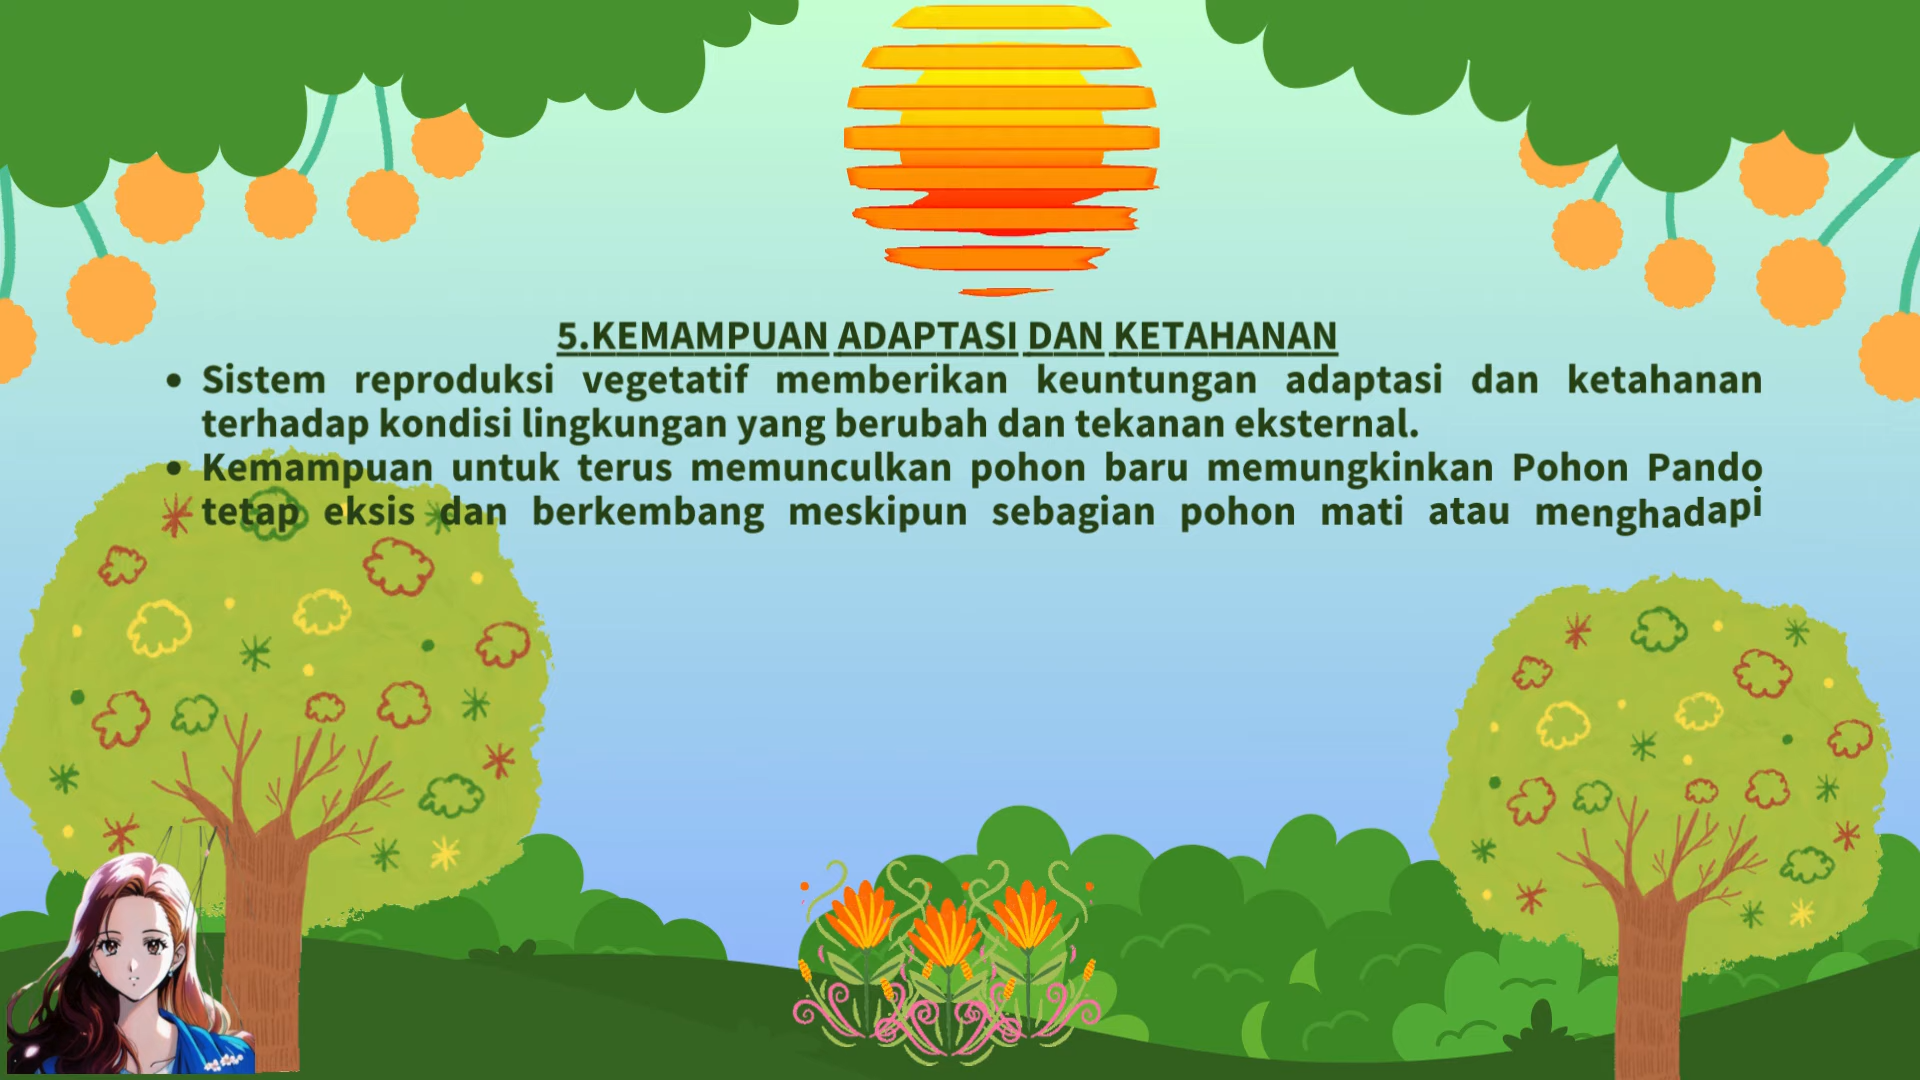 5.KEMAMPUAN ADAPTASI DAN KETAHANAN
• Sistem reproduksi vegetatif memberikan keuntungan adaptasi dan ketahanan
terhadap kondisi lingkungan yang berubah dan tekanan eksternal.
• Kemampuan untuk terus memunculkan pohon baru memungkinkan Pohon Pando
tetap eksis dan berkembang meskipun sebagian pohon mati atau menghadapi